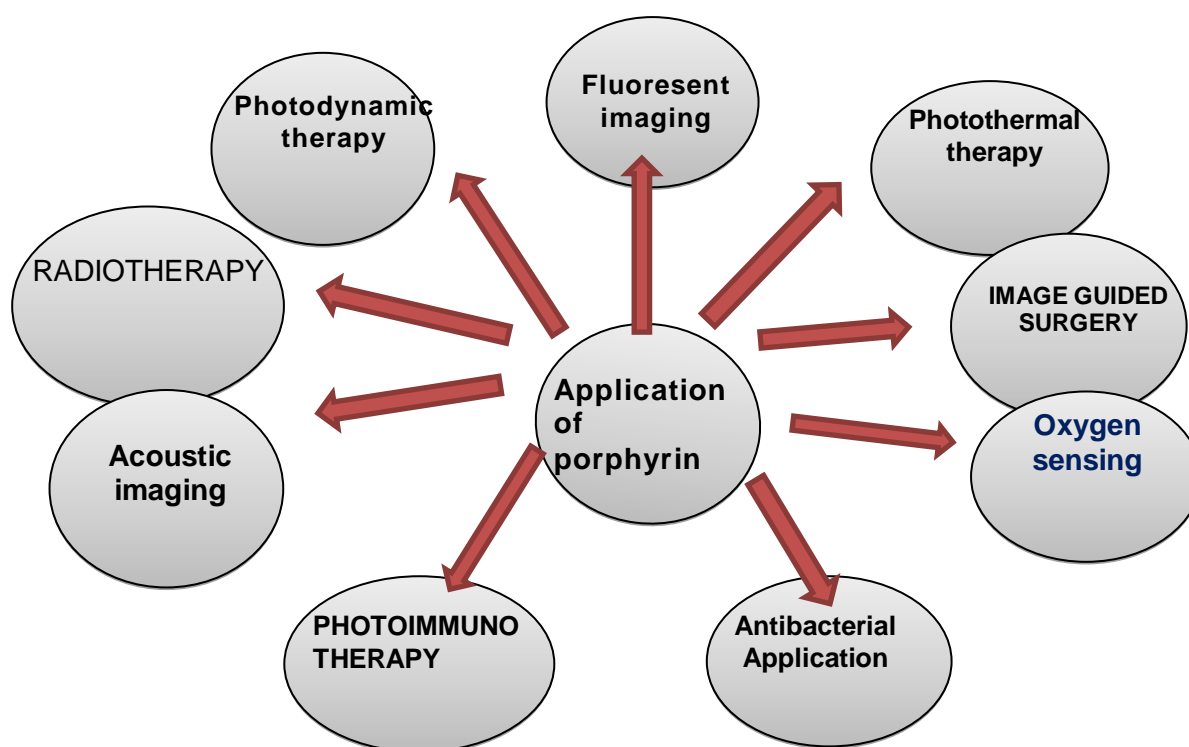 Fluoresent
imaging
Photodynamic
therapy
Photothermal
therapy
RADIOTHERAPY
IMAGE GUIDED
SURGERY
Application
of
porphyrin
Oxygen
sensing
Acoustic
imaging
PHOTOIMMUNO
THERAPY
Antibacterial
Application